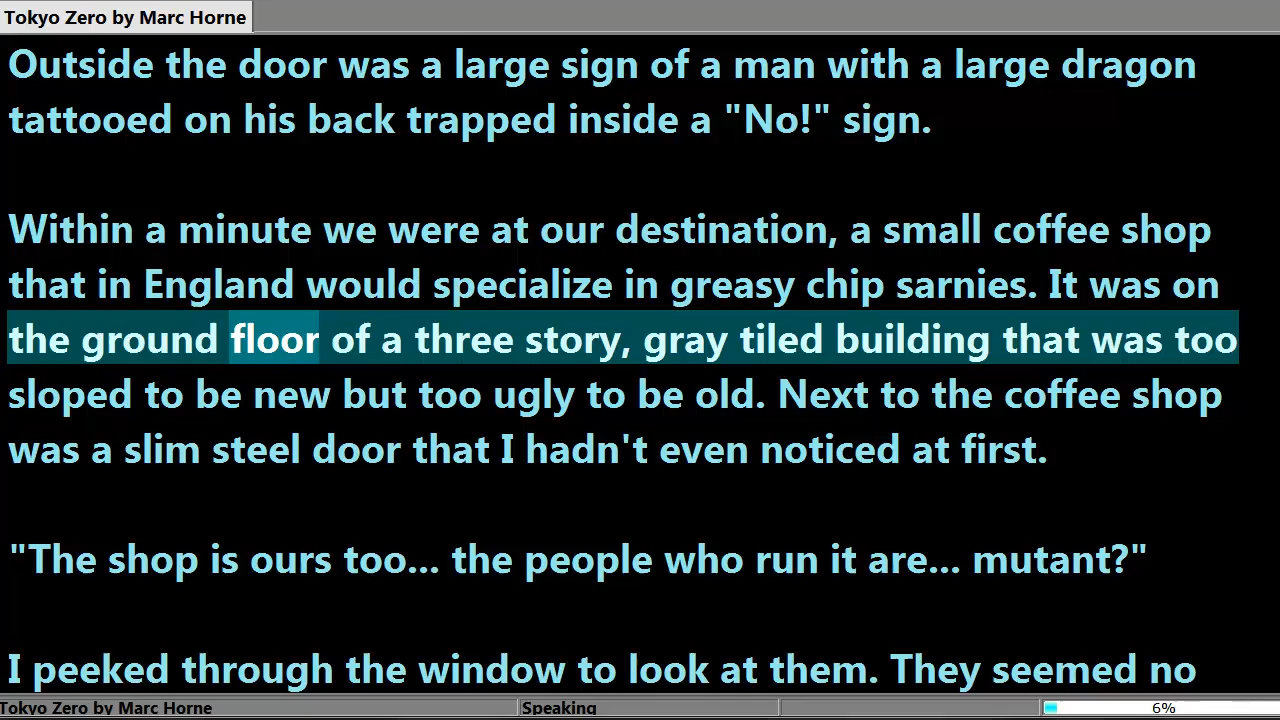 Tokyo Zero by Marc Horne
Outside the door was a large sign of a man with a large dragon
tattooed on his back trapped inside a "No!" sign.
Within a minute we were at our destination, a small coffee shop
that in England would specialize in greasy chip sarnies. It was on
the ground floor of a three story, gray tiled building that was too
sloped to be new but too ugly to be old. Next to the coffee shop
was a slim steel door that I hadn't even noticed at first.
"The shop is ours too... the people who run it are... mutant?"
I peeked through the window to look at them. They seemed no
Tokyo Zero by Marc Horne
Speaking
6%